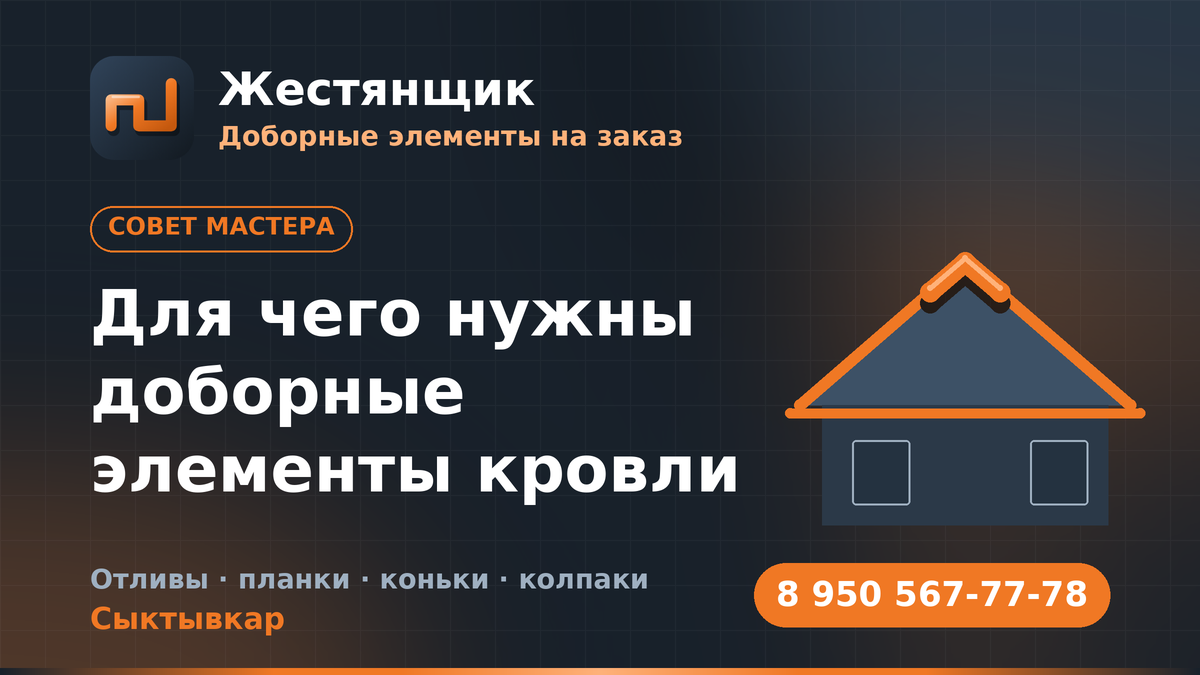 Жестянщик
Доборные элементы на заказ
СОВЕТ МАСТЕРА
Для чего нужны
доборные
элементы кровли
Отливы · планки · коньки · колпаки
Сыктывкар
8 950 567-77-78